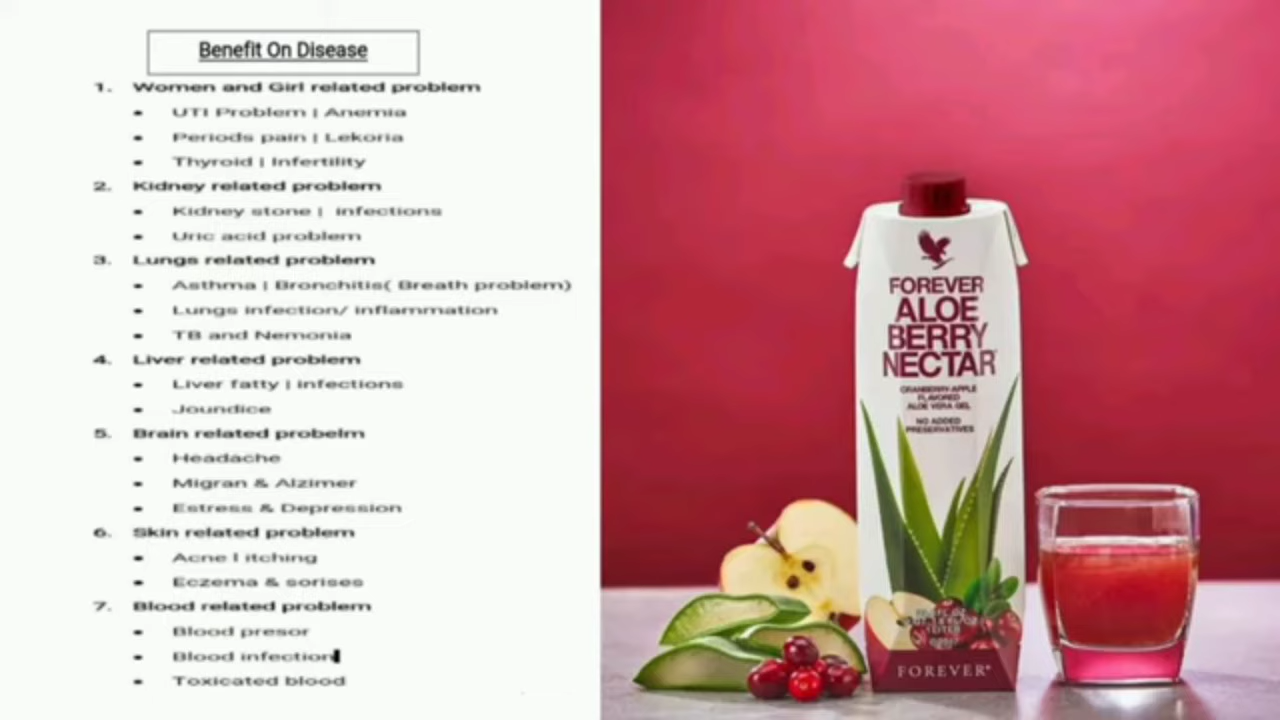 Benefit On Disease
1. Women and Girl related problem
• UTI Problem | Anemia
• Periods pain | Lekoria
• Thyroid | Infertility
2. Kidney related problem
• Kidney stone | infections
• Uric acid problem
3. Lungs related problem
• Asthma | Bronchitis( Breath problem)
• Lungs infection/ inflammation
• TB and Nemonia
4. Liver related problem
• Liver fatty | infections
• Joundice
5. Brain related probelm
• Headache
• Migran & Alzimer
• Estress & Depression
6. Skin related problem
• Acne | itching
• Eczema & sorises
7. Blood related problem
• Blood presor
• Blood infection
• Toxicated blood
FOREVER
ALOE
BERRY
NECTAR
CRANBERRY-APPLE
FLAVORED
ALOE VERA GEL
NO ADDED
PRESERVATIVES
FOREVER